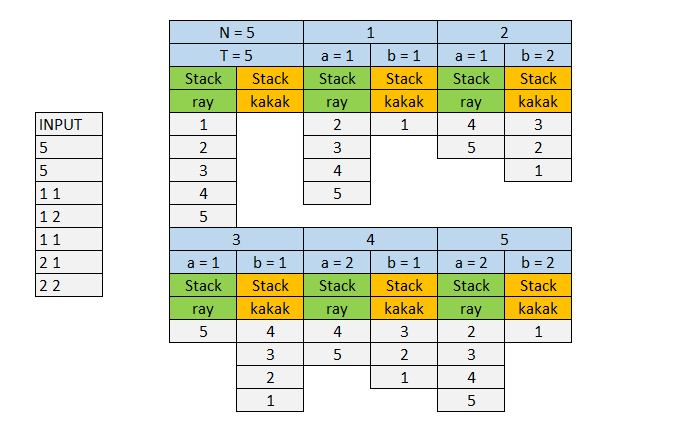 N = 5 1 2
T = 5 a = 1 b = 1 a = 1 b = 2
Stack Stack Stack Stack Stack Stack
ray kakak ray kakak ray kakak
INPUT 1 2 1 4 3
5 2 3 5 2
5 3 4 1
1 1 4 5
1 2 5
1 1 3 4 5
2 1 a = 1 b = 1 a = 2 b = 1 a = 2 b = 2
2 2 Stack Stack Stack Stack Stack Stack
ray kakak ray kakak ray kakak
5 4 4 3 2 1
3 5 2 3
2 1 4
1 5